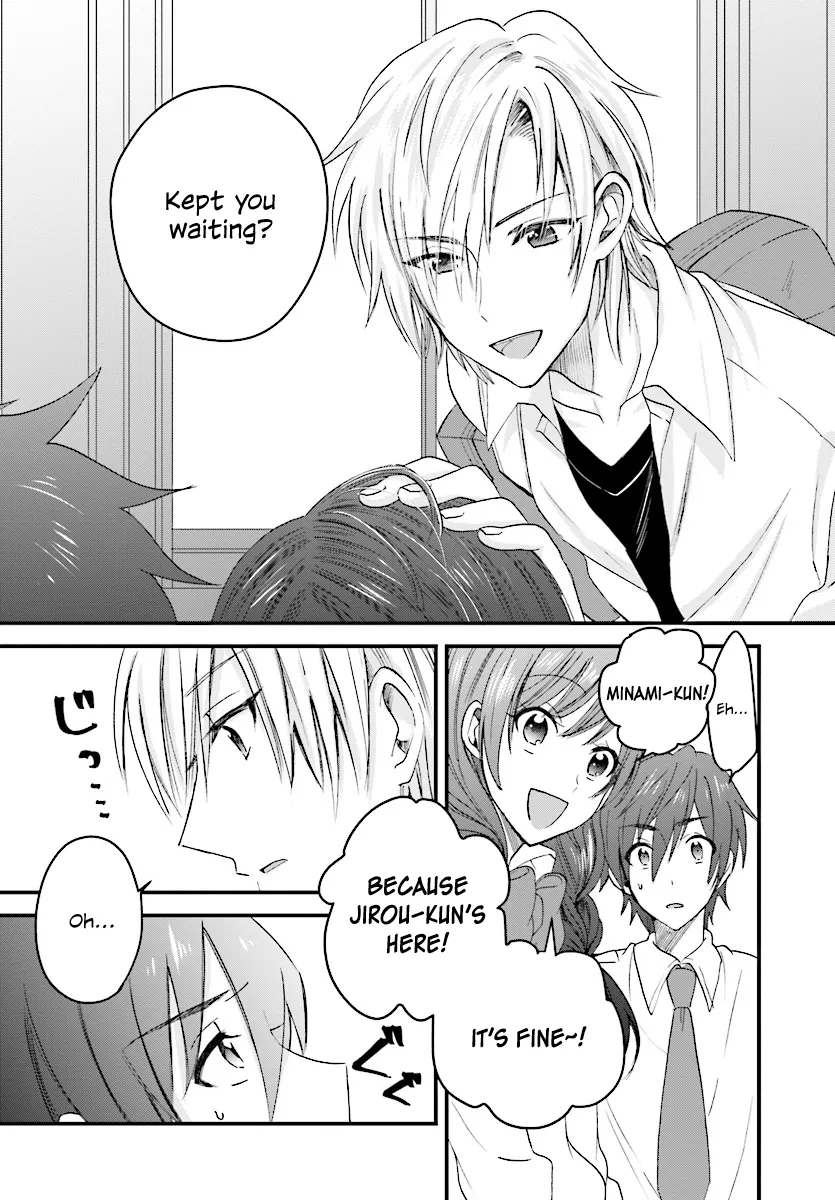 Kept you
waiting?
Eh...
MINAMI-KUN!
BECAUSE
JIROU-KUN'S
HERE!
IT'S FINE~!
じっ…
Oh...
ぐぐ